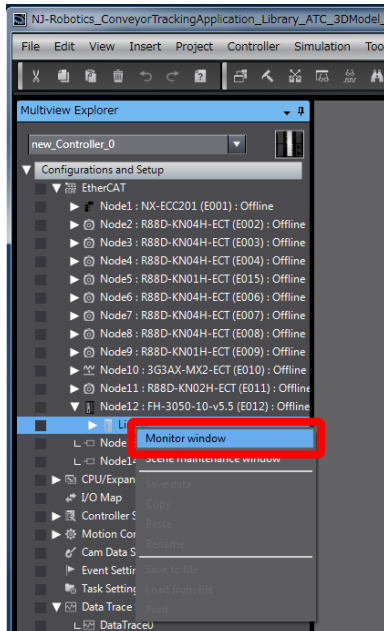 NJ-Robotics_ConveyorTrackingApplication_Library_ATC_3DModel_
File Edit View Insert Project Controller Simulation Too
Multiview Explorer
new_Controller_0
Configurations and Setup
EtherCAT
Node1 : NX-ECC201 (E001) : Offline
Node2 : R88D-KN04H-ECT (E002) : Offline
Node3 : R88D-KN04H-ECT (E003) : Offline
Node4 : R88D-KN04H-ECT (E004) : Offline
Node5 : R88D-KN01H-ECT (E015) : Offline
Node6 : R88D-KN04H-ECT (E006) : Offline
Node7 : R88D-KN04H-ECT (E007) : Offline
Node8 : R88D-KN04H-ECT (E008) : Offline
Node9 : R88D-KN01H-ECT (E009) : Offline
Node10 : 3G3AX-MX2-ECT (E010) : Offline
Node11 : R88D-KN02H-ECT (E011) : Offline
Node12 : FH-3050-10-v5.5 (E012) : Offline
Monitor window
Node
Scene maintenance window
Node14
CPU/Expan
Save data
I/O Map
Copy
Controller S
Paste
Motion Con
Rename
Cam Data S
Event Settin
Save to file
Task Setting
Load from file
Data Trace
Print
DataTrace0